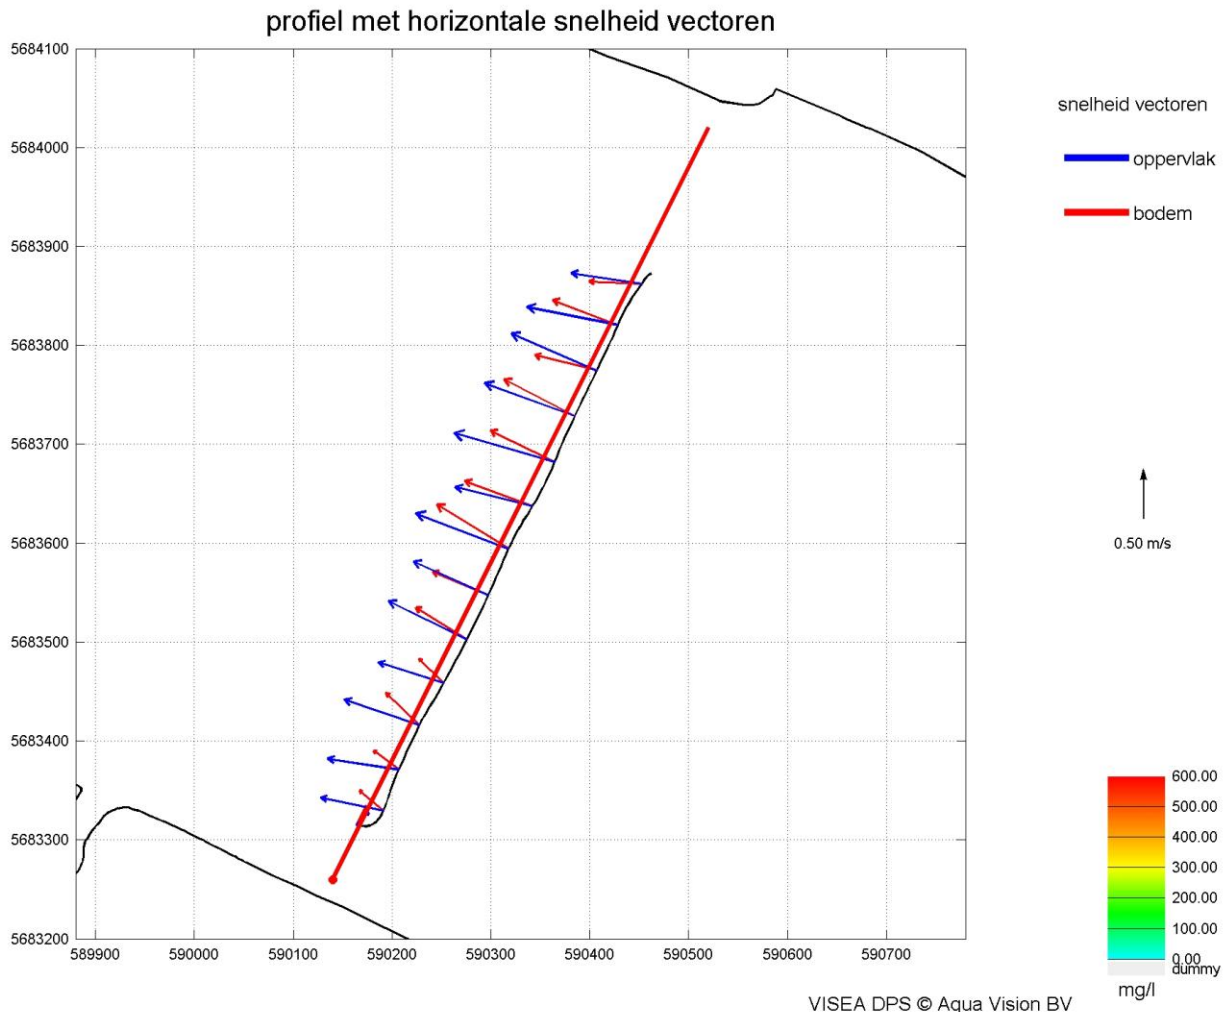 profiel met horizontale snelheid vectoren
5684100
5684000
5683900
5683800
5683700
5683600
5683500
5683400
5683300
5683200
589900 590000 590100 590200 590300 590400 590500 590600 590700
snelheid vectoren
oppervlak
bodem
0.50 m/s
600.00
500.00
400.00
300.00
200.00
100.00
0.00
dummy
mg/l
VISEA DPS © Aqua Vision BV